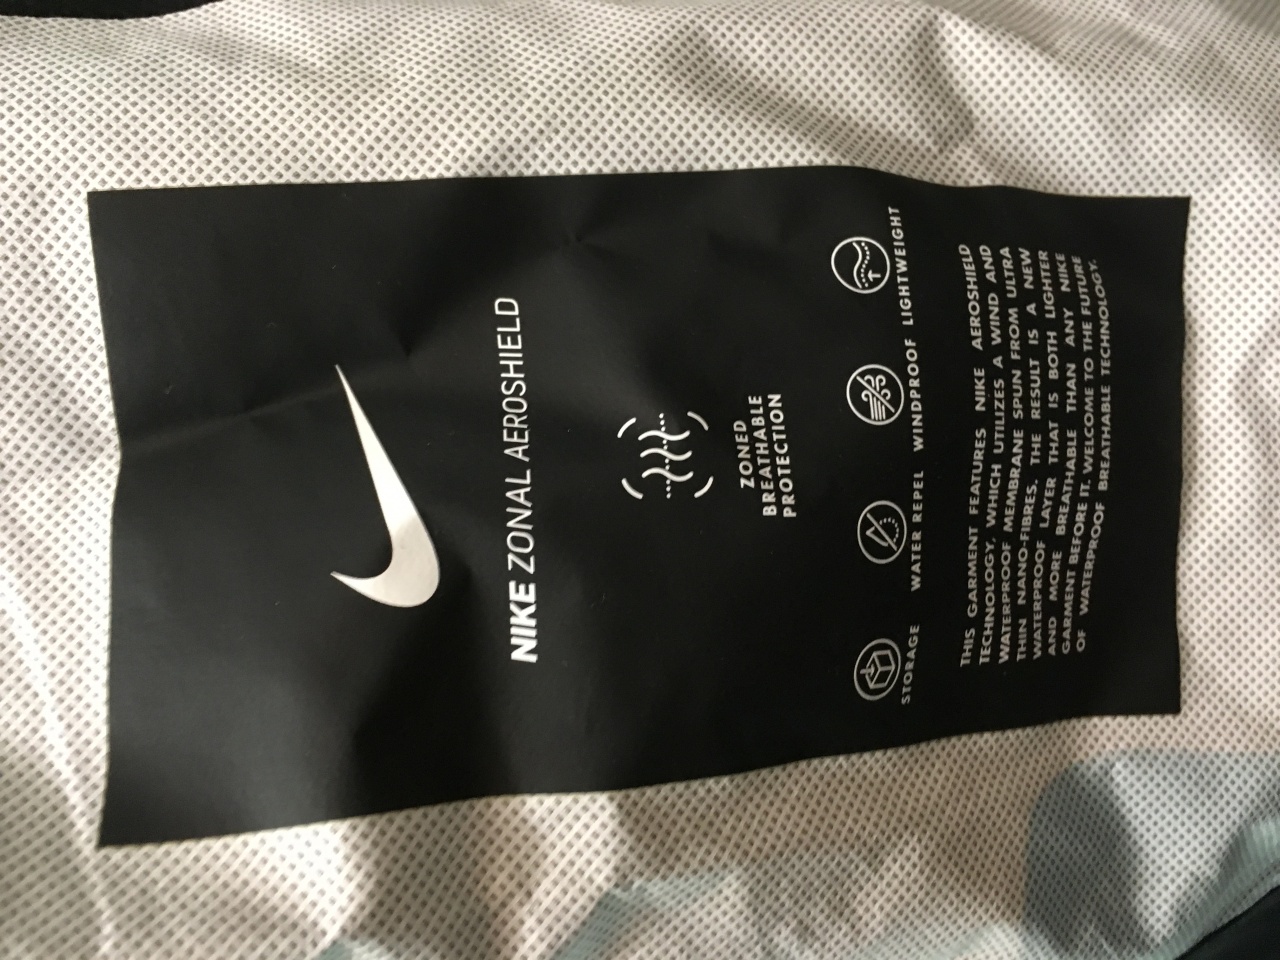 NIKE ZONAL AEROSHIELD
ZONED
BREATHABLE
PROTECTION
STORAGE WATER REPEL WINDPROOF LIGHTWEIGHT
THIS GARMENT FEATURES NIKE AEROSHIELD
TECHNOLOGY, WHICH UTILIZES A WIND AND
WATERPROOF MEMBRANE SPUN FROM ULTRA
THIN NANO-FIBRES. THE RESULT IS A NEW
WATERPROOF LAYER THAT IS BOTH LIGHTER
AND MORE BREATHABLE THAN ANY NIKE
GARMENT BEFORE IT. WELCOME TO THE FUTURE
OF WATERPROOF BREATHABLE TECHNOLOGY.